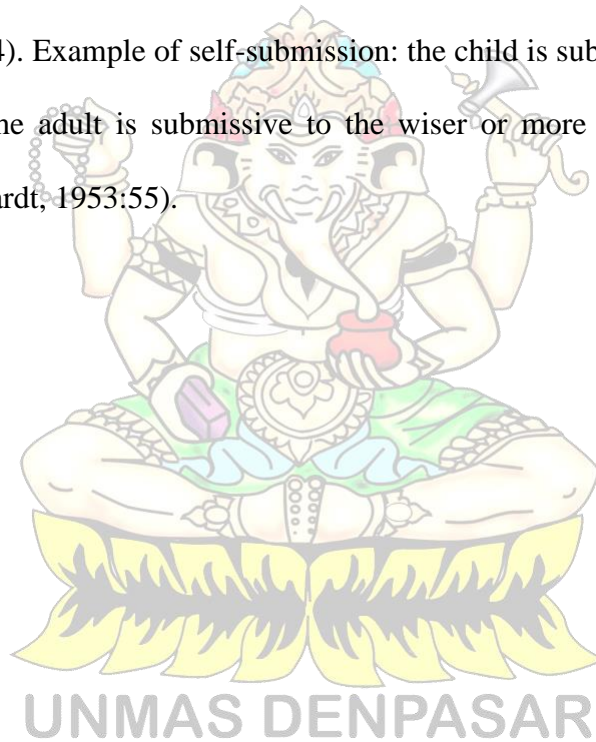 4). Example of self-submission: the child is sub
ne adult is submissive to the wiser or more
ardt, 1953:55).
UNMAS DENPASAR